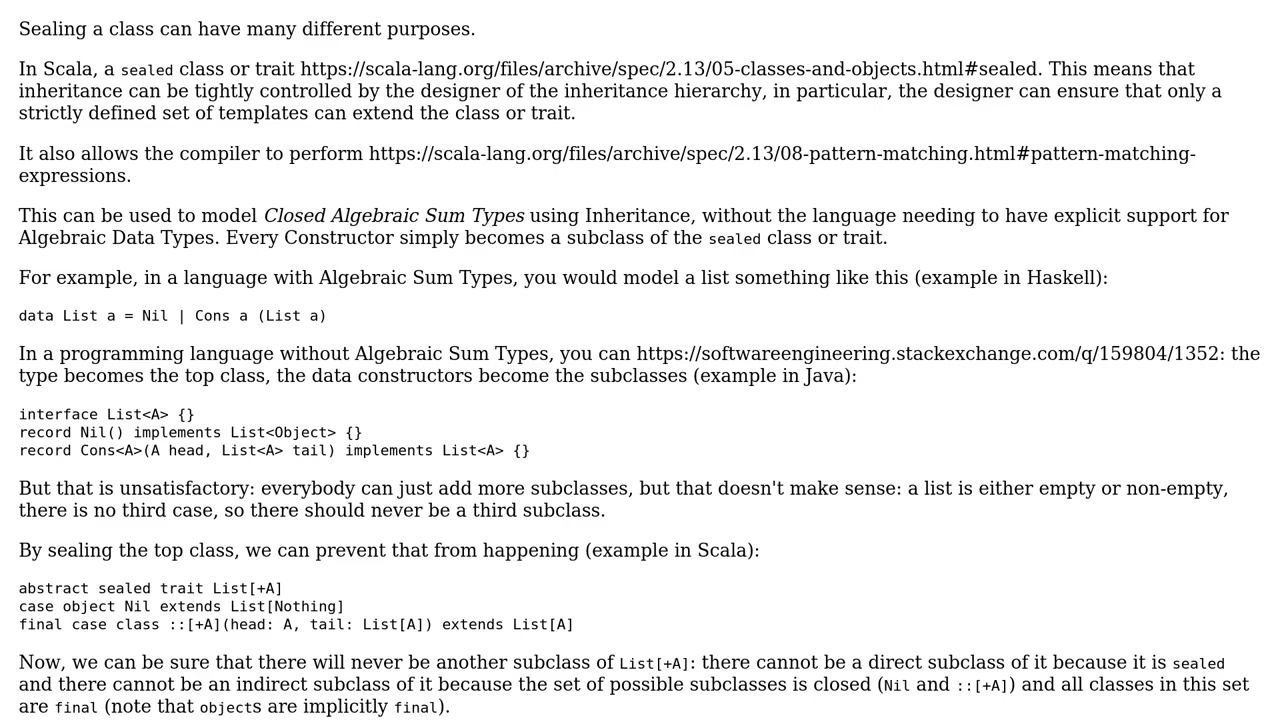 Sealing a class can have many different purposes.
In Scala, a sealed class or trait https://scala-lang.org/files/archive/spec/2.13/05-classes-and-objects.html#sealed. This means that
inheritance can be tightly controlled by the designer of the inheritance hierarchy, in particular, the designer can ensure that only a
strictly defined set of templates can extend the class or trait.
It also allows the compiler to perform https://scala-lang.org/files/archive/spec/2.13/08-pattern-matching.html#pattern-matching-
expressions.
This can be used to model Closed Algebraic Sum Types using Inheritance, without the language needing to have explicit support for
Algebraic Data Types. Every Constructor simply becomes a subclass of the sealed class or trait.
For example, in a language with Algebraic Sum Types, you would model a list something like this (example in Haskell):
data List a = Nil | Cons a (List a)
In a programming language without Algebraic Sum Types, you can https://softwareengineering.stackexchange.com/q/159804/1352: the
type becomes the top class, the data constructors become the subclasses (example in Java):
interface List<A> {}
record Nil() implements List<Object> {}
record Cons<A>(A head, List<A> tail) implements List<A> {}
But that is unsatisfactory: everybody can just add more subclasses, but that doesn't make sense: a list is either empty or non-empty,
there is no third case, so there should never be a third subclass.
By sealing the top class, we can prevent that from happening (example in Scala):
abstract sealed trait List[+A]
case object Nil extends List[Nothing]
final case class ::[+A](head: A, tail: List[A]) extends List[A]
Now, we can be sure that there will never be another subclass of List[+A]: there cannot be a direct subclass of it because it is sealed
and there cannot be an indirect subclass of it because the set of possible subclasses is closed (Nil and ::[+A]) and all classes in this set
are final (note that objects are implicitly final).